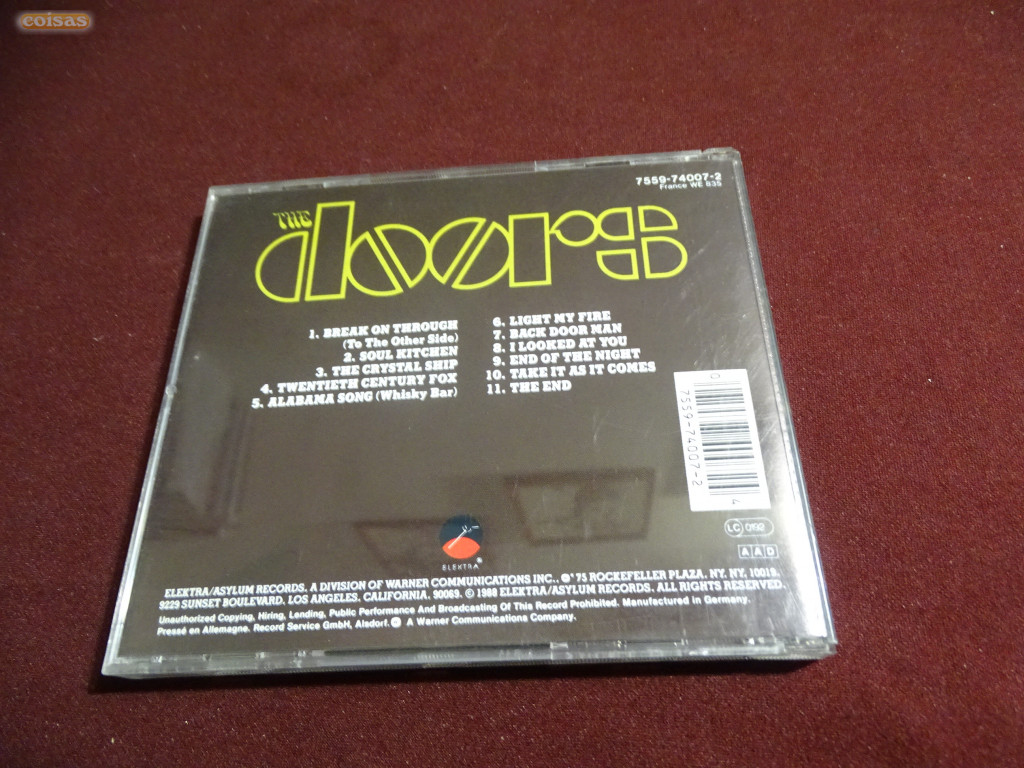 coisas
7559-74007-2
France WE 835
THE
doors
1. BREAK ON THROUGH
(To The Other Side)
2. SOUL KITCHEN
3. THE CRYSTAL SHIP
4. TWENTIETH CENTURY FOX
5. ALABAMA SONG (Whisky Bar)
6. LIGHT MY FIRE
7. BACK DOOR MAN
8. I LOOKED AT YOU
9. END OF THE NIGHT
10. TAKE IT AS IT COMES
11. THE END
0
7559-74007-2
4
LC 0192
AAD
ELEKTRA
ELEKTRA/ASYLUM RECORDS. A DIVISION OF WARNER COMMUNICATIONS INC., 75 ROCKEFELLER PLAZA. NY. NY. 10019.
9229 SUNSET BOULEVARD. LOS ANGELES. CALIFORNIA. 90069. © 1988 ELEKTRA/ASYLUM RECORDS. ALL RIGHTS RESERVED.
Unauthorized Copying, Hiring, Lending, Public Performance And Broadcasting Of This Record Prohibited. Manufactured in Germany.
Pressé en Allemagne. Record Service GmbH, Alsdorf. A Warner Communications Company.